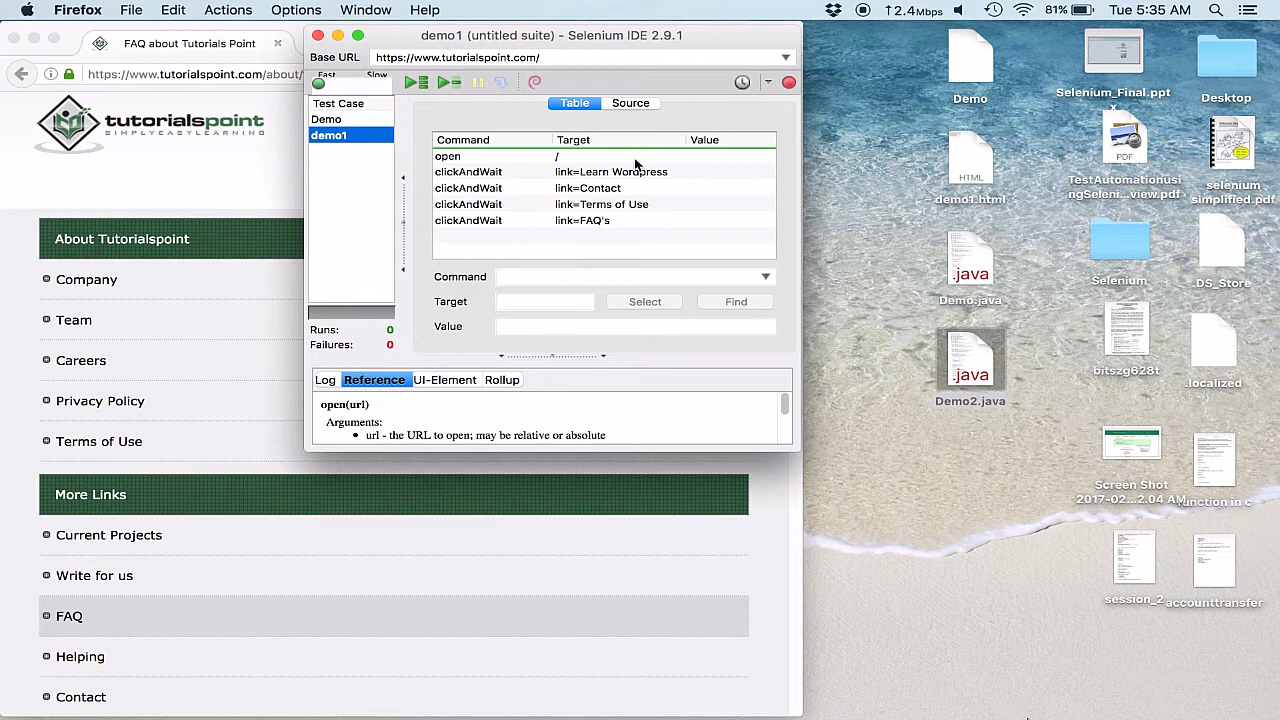 Firefox File Edit Actions Options Window Help
2.4Mbps 81% Tue 5:35 AM
FAQ about Tutorials Point
https://www.tutorialspoint.com/about/
demo1 (untitled suite) - Selenium IDE 2.9.1
Base URL https://www.tutorialspoint.com/
Fast Slow
Test Case
Demo
demo1
Table Source
Command Target Value
open /
clickAndWait link=Learn Wordpress
clickAndWait link=Contact
clickAndWait link=Terms of Use
clickAndWait link=FAQ's
Command
Target Select Find
Value
Runs: 0
Failures: 0
Log Reference UI-Element Rollup
open(url)
Arguments:
url - the URL to open; may be relative or absolute
tutorialspoint
SIMPLYEASYLEARNING
About Tutorialspoint
Company
Team
Careers
Privacy Policy
Terms of Use
More Links
Current Projects
Write for us
FAQ
Helping
Contact
Demo
HTML
demo1.html
.java
Demo.java
.java
Demo2.java
Selenium_Final.ppt
x
PDF
TestAutomationusi
ngSeleni...view.pdf
Selenium
bitszg628t
Screen Shot
2017-02...2.04 AM
session_2
Desktop
selenium
simplified.pdf
.DS_Store
.localized
function in c
accounttransfer